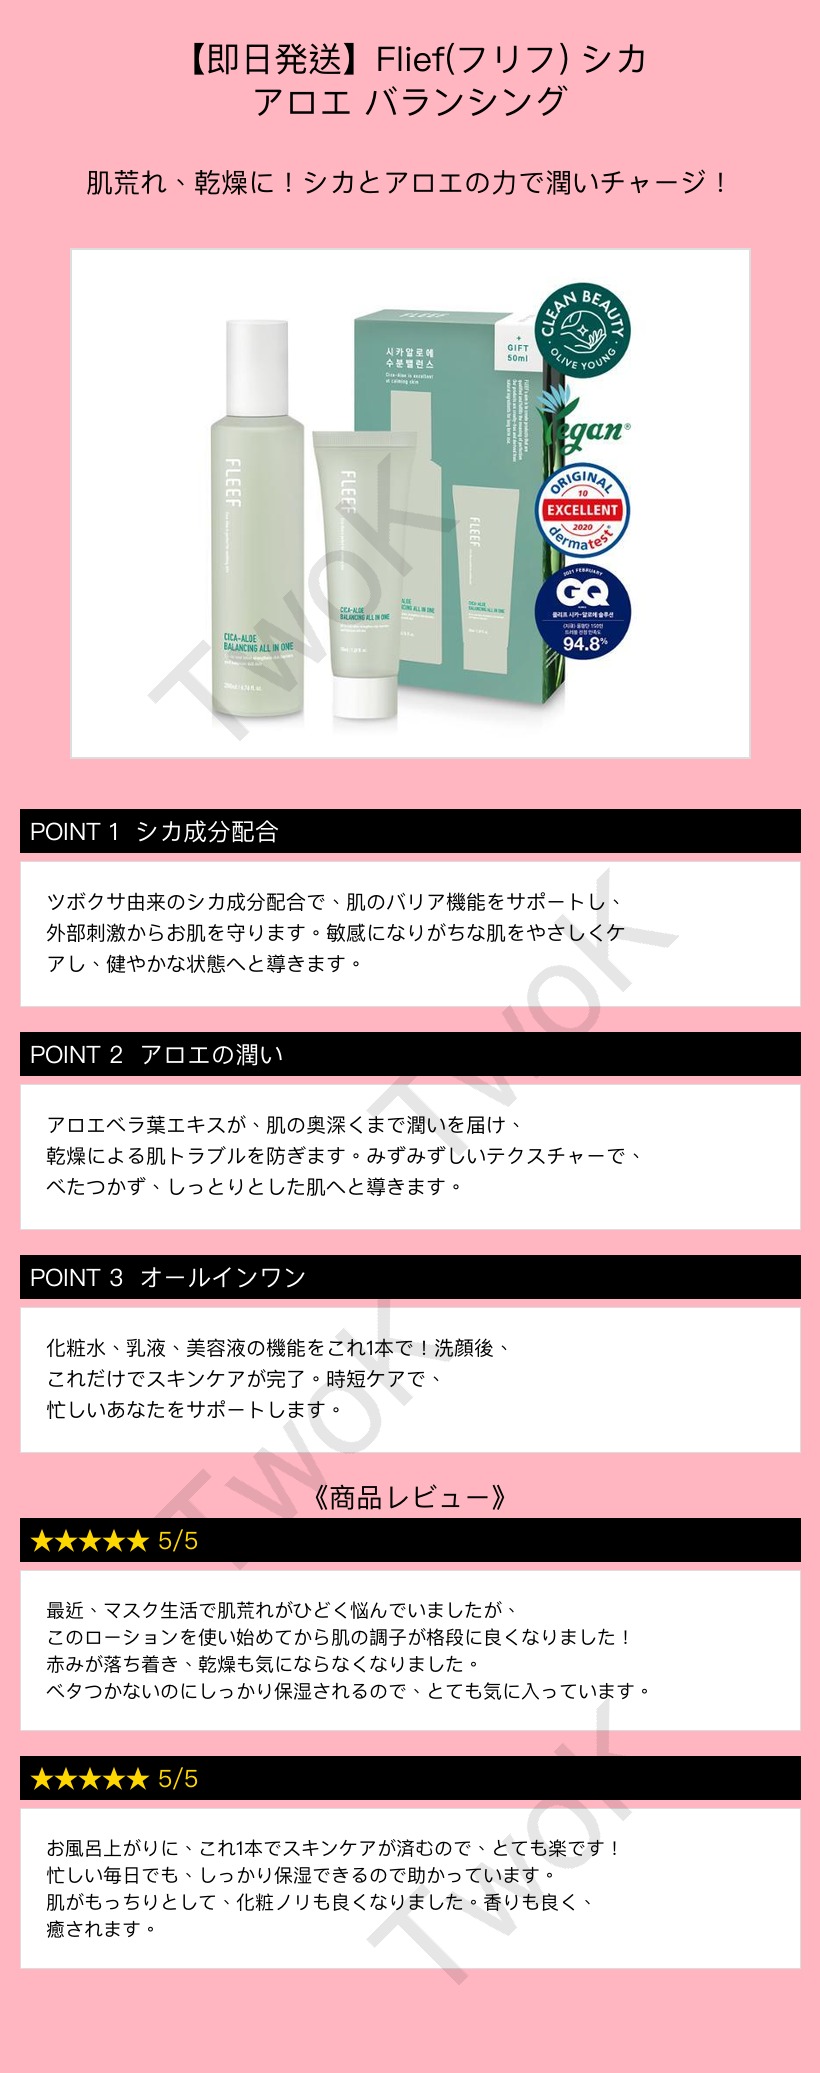 【即日発送】Flief(フリフ) シカ
アロエ バランシング
肌荒れ、乾燥に！シカとアロエの力で潤いチャージ！
FLEEF
시카알로에
수분밸런스
Cica-Aloe is excellent
at calming skin
+
GIFT
50ml
CLEAN BEAUTY
OLIVE YOUNG
Vegan®
ORIGINAL
10
EXCELLENT
2020
dermatest®
2021 FEBRUARY
GQ
KOREA
플리프 시카-알로에 솔루션
94.8%
FLEEF
CICA-ALOE
BALANCING ALL IN ONE
FLEEF
CICA-ALOE
BALANCING ALL IN ONE
FLEEF
CICA-ALOE
BALANCING ALL IN ONE
TwoK
POINT 1 シカ成分配合
ツボクサ由来のシカ成分配合で、肌のバリア機能をサポートし、
外部刺激からお肌を守ります。敏感になりがちな肌をやさしくケ
アし、健やかな状態へと導きます。
TwoK
POINT 2 アロエの潤い
アロエベラ葉エキスが、肌の奥深くまで潤いを届け、
乾燥による肌トラブルを防ぎます。みずみずしいテクスチャーで、
べたつかず、しっとりとした肌へと導きます。
POINT 3 オールインワン
化粧水、乳液、美容液の機能をこれ1本で！洗顔後、
これだけでスキンケアが完了。時短ケアで、
忙しいあなたをサポートします。
TwoK
《商品レビュー》
★★★★★ 5/5
最近、マスク生活で肌荒れがひどく悩んでいましたが、
このローションを使い始めてから肌の調子が格段に良くなりました！
赤みが落ち着き、乾燥も気にならなくなりました。
ベタつかないのにしっかり保湿されるので、とても気に入っています。
★★★★★ 5/5
お風呂上がりに、これ1本でスキンケアが済むので、とても楽です！
忙しい毎日でも、しっかり保湿できるので助かっています。
肌がもっちりとして、化粧ノリも良くなりました。香りも良く、
癒されます。
TwoK